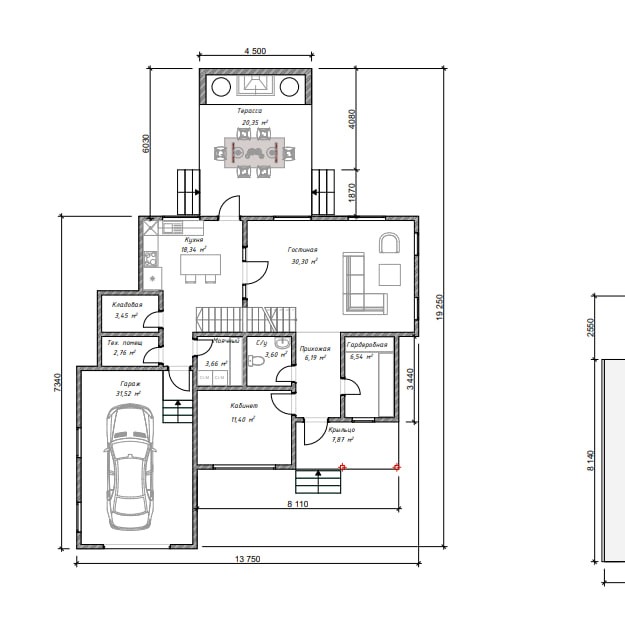 4 500
Терасса
20,35 м²
6030
4080
1870
Кухня
18,34 м²
Гостиная
30,30 м²
Кладовая
3,45 м²
Тех. помещ
2,76 м²
Моечный
3,66 м²
С/у
3,60 м²
Прихожая
6,19 м²
Гардеробная
6,54 м²
Гараж
31,52 м²
Кабинет
11,40 м²
Крыльцо
7,87 м²
3 440
19 250
7340
8 110
13 750
2550
8 140